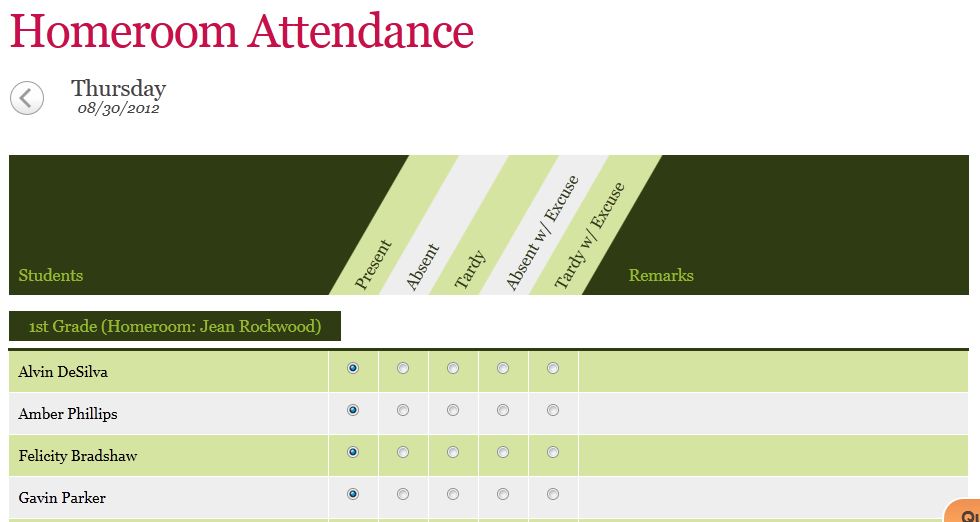 Homeroom Attendance
Thursday
08/30/2012
Students
Present
Absent
Tardy
Absent w/ Excuse
Tardy w/ Excuse
Remarks
1st Grade (Homeroom: Jean Rockwood)
Alvin DeSilva
Amber Phillips
Felicity Bradshaw
Gavin Parker